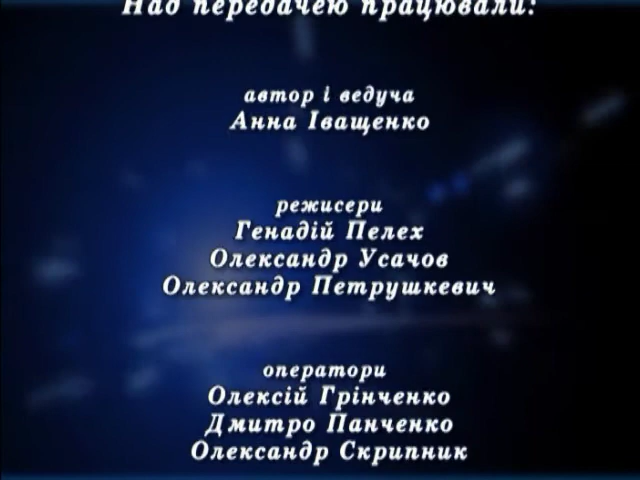 Над передачею працювали:
автор і ведуча
Анна Іващенко
режисери
Генадій Пелех
Олександр Усачов
Олександр Петрушкевич
оператори
Олексій Грінченко
Дмитро Панченко
Олександр Скрипник